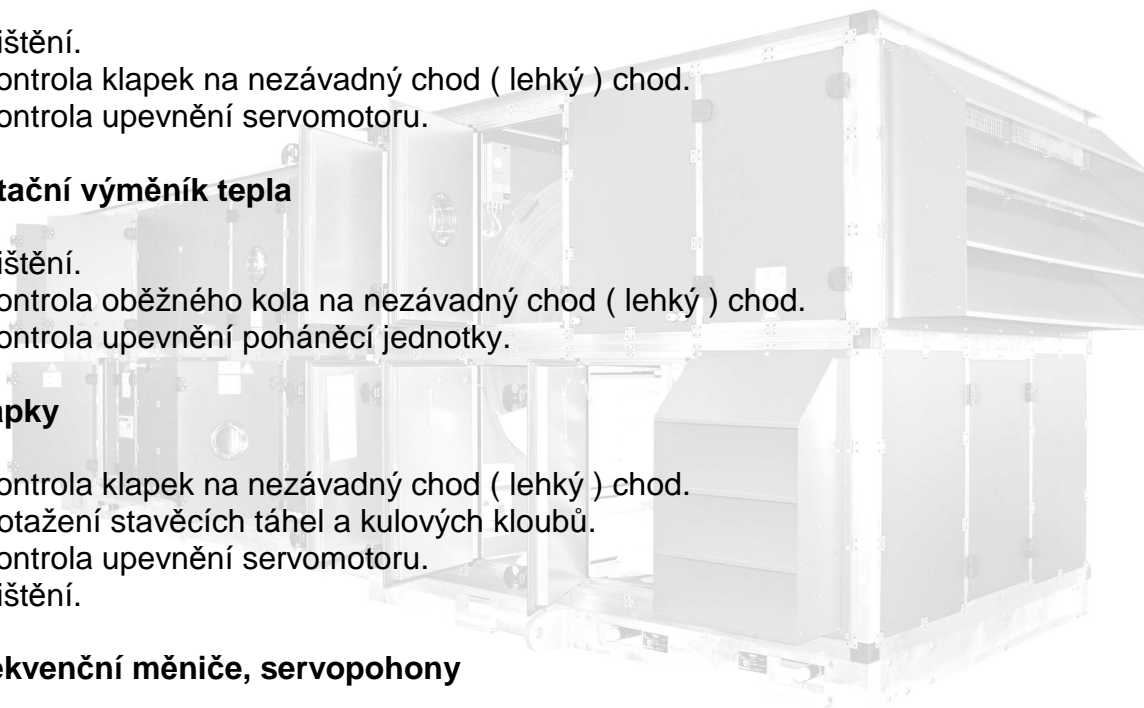 ištění.
ontrola klapek na nezávadný chod ( lehký ) chod.
ontrola upevnění servomotoru.
tační výměník tepla
ištění.
ontrola oběžného kola na nezávadný chod ( lehký ) chod.
ontrola upevnění poháněcí jednotky.
apky
ontrola klapek na nezávadný chod ( lehký ) chod.
otažení stavěcích táhel a kulových kloubů.
ontrola upevnění servomotoru.
ištění.
ekvenční měniče, servopohony